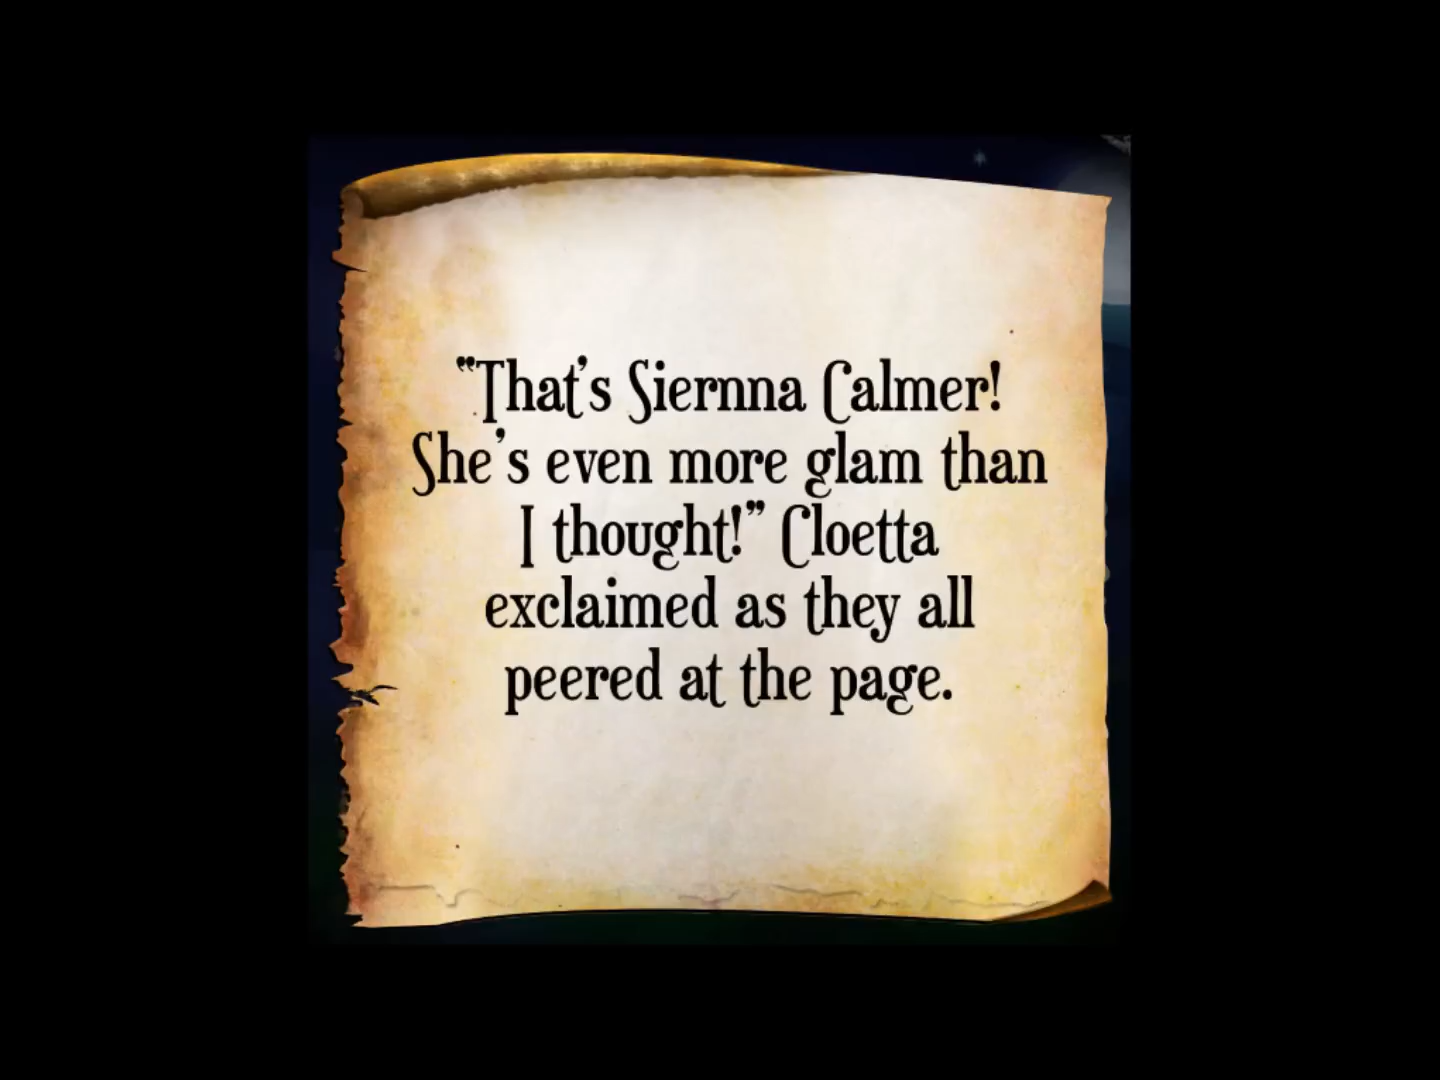 “That’s Siernna Calmer!
She’s even more glam than
I thought!” Cloetta
exclaimed as they all
peered at the page.